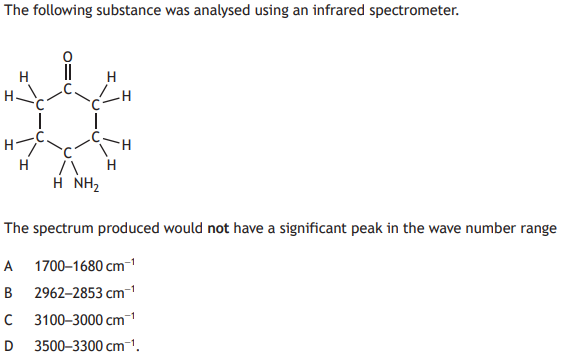 The following substance was analysed using an infrared spectrometer.
O
H H
H C C C H
H C C C H
H H
H NH₂
The spectrum produced would not have a significant peak in the wave number range
A 1700–1680 cm⁻¹
B 2962–2853 cm⁻¹
C 3100–3000 cm⁻¹
D 3500–3300 cm⁻¹.